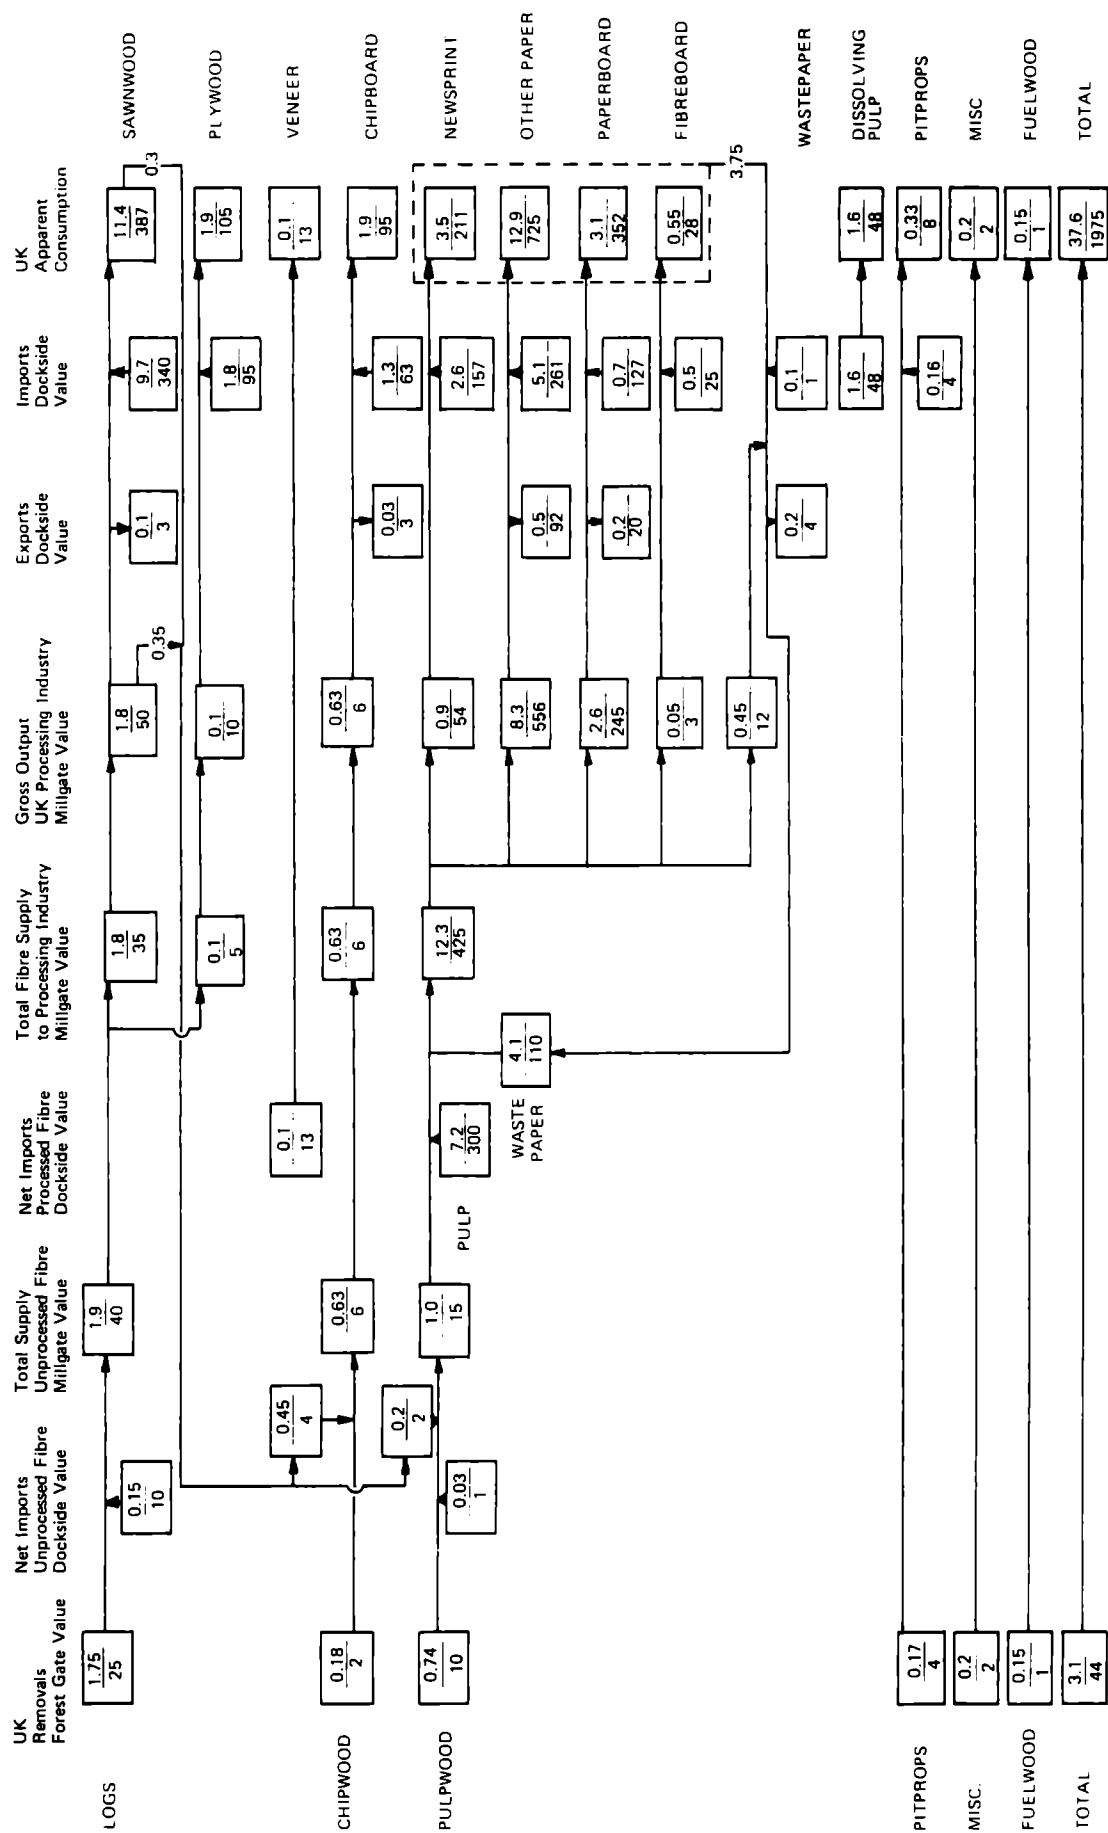 UK
Removals
Forest Gate Value
Net Imports
Unprocessed Fibre
Dockside Value
Total Supply
Unprocessed Fibre
Millgate Value
Net Imports
Processed Fibre
Dockside Value
Total Fibre Supply
to Processing Industry
Millgate Value
Gross Output
UK Processing Industry
Millgate Value
Exports
Dockside
Value
Imports
Dockside
Value
UK
Apparent
Consumption
LOGS
1.75
25
0.15
10
1.9
40
1.8
35
1.8
50
0.35
0.1
3
9.7
340
11.4
387
0.3
SAWNWOOD
0.1
5
0.1
10
1.8
95
1.9
105
PLYWOOD
0.45
4
0.1
13
0.1
13
VENEER
CHIPWOOD
0.18
2
0.63
6
0.63
6
0.63
6
0.03
3
1.3
63
1.9
95
CHIPBOARD
0.2
2
PULPWOOD
0.74
10
0.03
1
1.0
15
PULP
7.2
300
12.3
425
0.9
54
2.6
157
3.5
211
NEWSPRINT
WASTE
PAPER
4.1
110
8.3
556
0.5
92
5.1
261
12.9
725
OTHER PAPER
2.6
245
0.2
20
0.7
127
3.1
352
PAPERBOARD
0.05
3
0.5
25
0.55
28
FIBREBOARD
3.75
0.45
12
0.2
4
0.1
1
WASTEPAPER
1.6
48
1.6
48
DISSOLVING
PULP
PITPROPS
0.17
4
0.16
4
0.33
8
PITPROPS
MISC.
0.2
2
0.2
2
MISC
FUELWOOD
0.15
1
0.15
1
FUELWOOD
TOTAL
3.1
44
37.6
1975
TOTAL